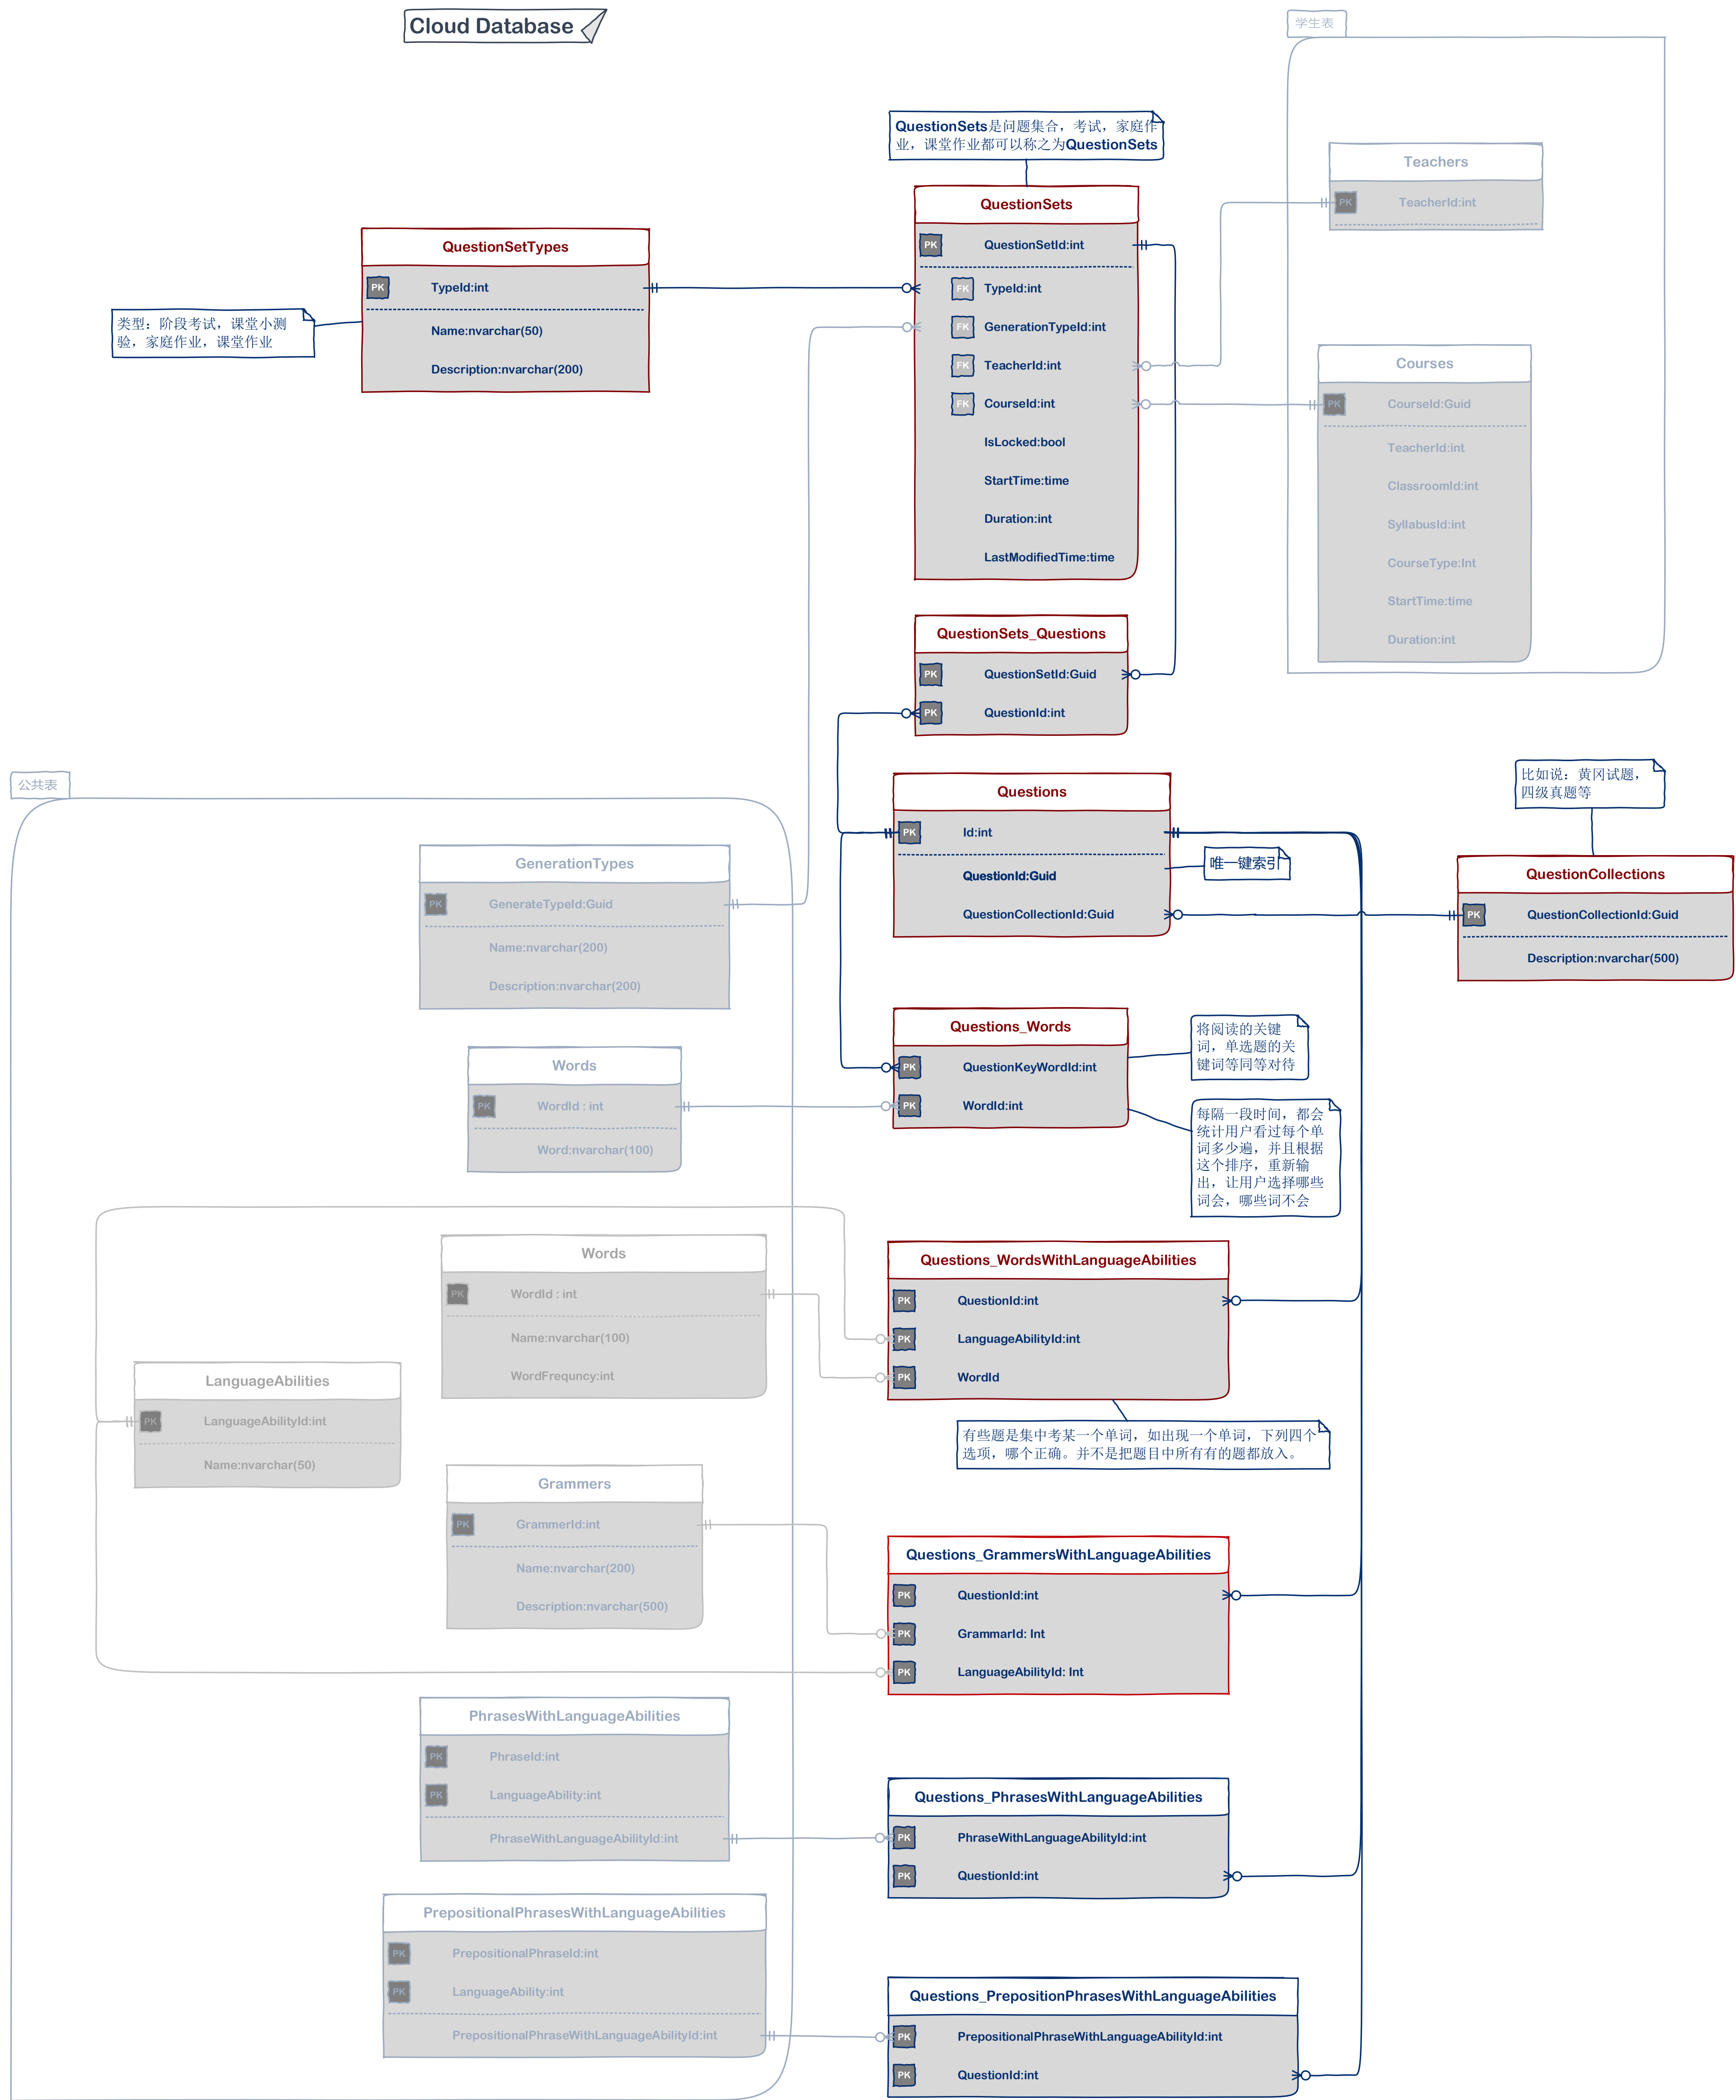 Cloud Database
学生表
QuestionSets是问题集合，考试，家庭作
业，课堂作业都可以称之为QuestionSets
Teachers
PK TeacherId:int
QuestionSets
PK QuestionSetId:int
FK TypeId:int
FK GenerationTypeId:int
FK TeacherId:int
FK CourseId:int
IsLocked:bool
StartTime:time
Duration:int
LastModifiedTime:time
QuestionSetTypes
PK TypeId:int
Name:nvarchar(50)
Description:nvarchar(200)
类型：阶段考试，课堂小测
验，家庭作业，课堂作业
Courses
PK CourseId:Guid
TeacherId:int
ClassroomId:int
SyllabusId:int
CourseType:Int
StartTime:time
Duration:int
QuestionSets_Questions
PK QuestionSetId:Guid
PK QuestionId:int
公共表
Questions
PK Id:int
QuestionId:Guid
QuestionCollectionId:Guid
唯一键索引
比如说：黄冈试题，
四级真题等
QuestionCollections
PK QuestionCollectionId:Guid
Description:nvarchar(500)
GenerationTypes
PK GenerateTypeId:Guid
Name:nvarchar(200)
Description:nvarchar(200)
Questions_Words
PK QuestionKeyWordId:int
PK WordId:int
将阅读的关键
词，单选题的关
键词等同等对待
每隔一段时间，都会
统计用户看过每个单
词多少遍，并且根据
这个排序，重新输
出，让用户选择哪些
词会，哪些词不会
Words
PK WordId : int
Word:nvarchar(100)
Words
PK WordId : int
Name:nvarchar(100)
WordFrequncy:int
Questions_WordsWithLanguageAbilities
PK QuestionId:int
PK LanguageAbilityId:int
PK WordId
有些题是集中考某一个单词，如出现一个单词，下列四个
选项，哪个正确。并不是把题目中所有有的题都放入。
LanguageAbilities
PK LanguageAbilityId:int
Name:nvarchar(50)
Grammers
PK GrammerId:int
Name:nvarchar(200)
Description:nvarchar(500)
Questions_GrammersWithLanguageAbilities
PK QuestionId:int
PK GrammarId: Int
PK LanguageAbilityId: Int
PhrasesWithLanguageAbilities
PK PhraseId:int
PK LanguageAbility:int
PhraseWithLanguageAbilityId:int
Questions_PhrasesWithLanguageAbilities
PK PhraseWithLanguageAbilityId:int
PK QuestionId:int
PrepositionalPhrasesWithLanguageAbilities
PK PrepositionalPhraseId:int
PK LanguageAbility:int
PrepositionalPhraseWithLanguageAbilityId:int
Questions_PrepositionPhrasesWithLanguageAbilities
PK PrepositionalPhraseWithLanguageAbilityId:int
PK QuestionId:int